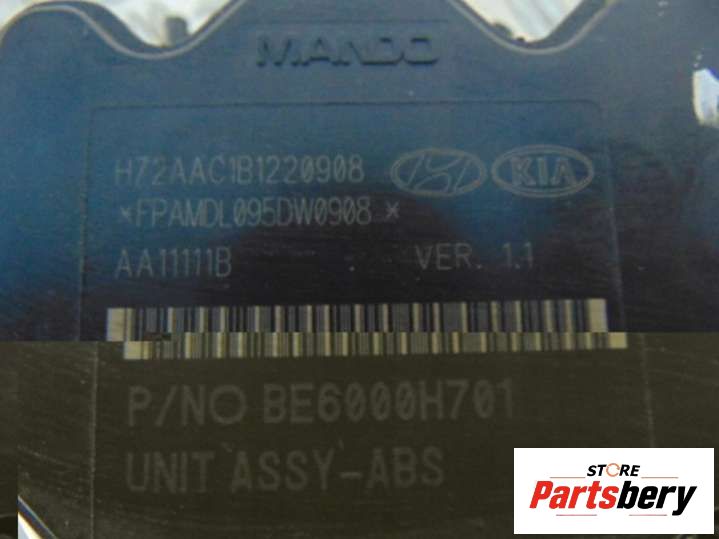 MANDO
H72AAC1B1220908
KIA
*FPAMDL095DW0908 *
AA11111B VER. 1.1
P/NO BE6000H701
UNIT ASSY-ABS
STORE
Partsbery